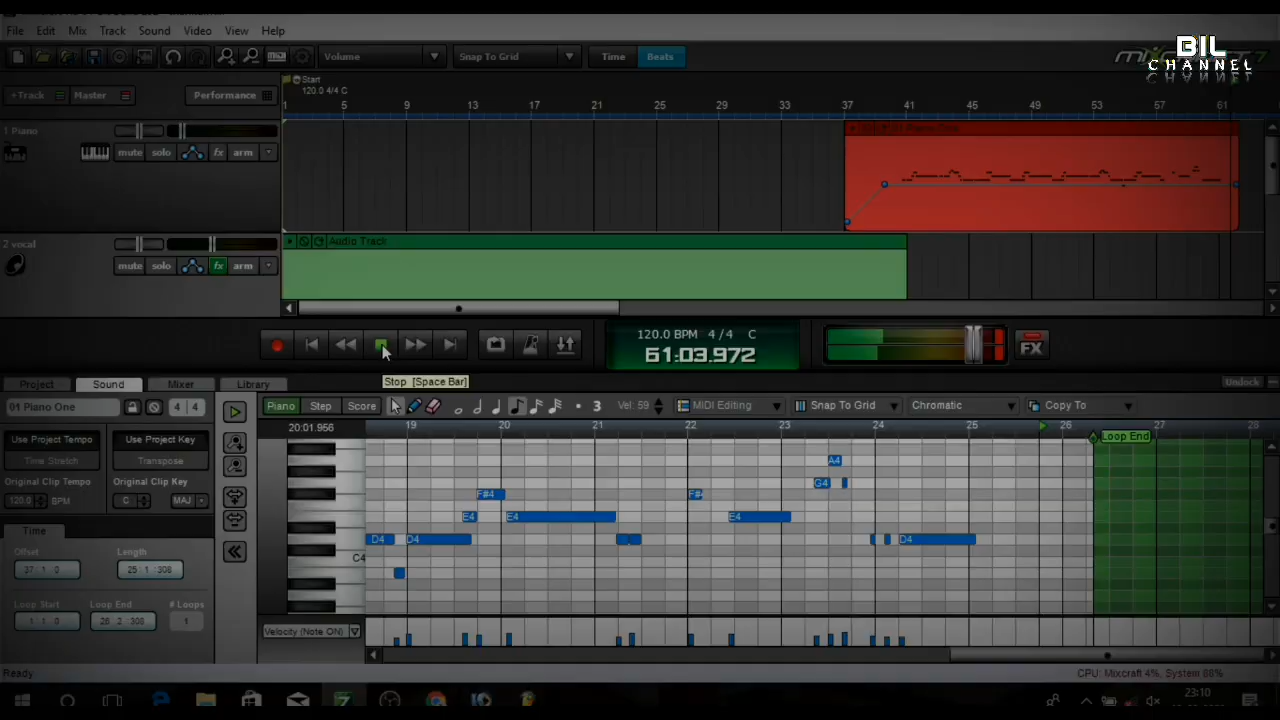 File Edit Mix Track Sound Video View Help
BIL
CHANNEL
Volume Snap To Grid Time Beats
Start
120.0 4/4 C
+Track Master Performance
1 5 9 13 17 21 25 29 33 37 41 45 49 53 57 61
1 Piano
mute solo fx arm
2 vocal
Audio Track
mute solo fx arm
120.0 BPM 4/4 C
61:03.972
FX
Stop [Space Bar]
Project Sound Mixer Library Undock
01 Piano One 4 4
Piano Step Score 3 Vel: 59 MIDI Editing Snap To Grid Chromatic Copy To
20:01.956 19 20 21 22 23 24 25 26 27 28
Loop End
Use Project Tempo Use Project Key
Time Stretch Transpose
Original Clip Tempo Original Clip Key
120.0 BPM C MAJ
A4
G4
F#4 F#4
E4 E4 E4
D4 D4 D4
C4
Time
Offset Length
37:1:0 25:1:308
Loop Start Loop End # Loops
1:1:0 26:2:308 1
Velocity (Note ON)
Ready CPU: Mixcraft 4%, System 88%
23:10